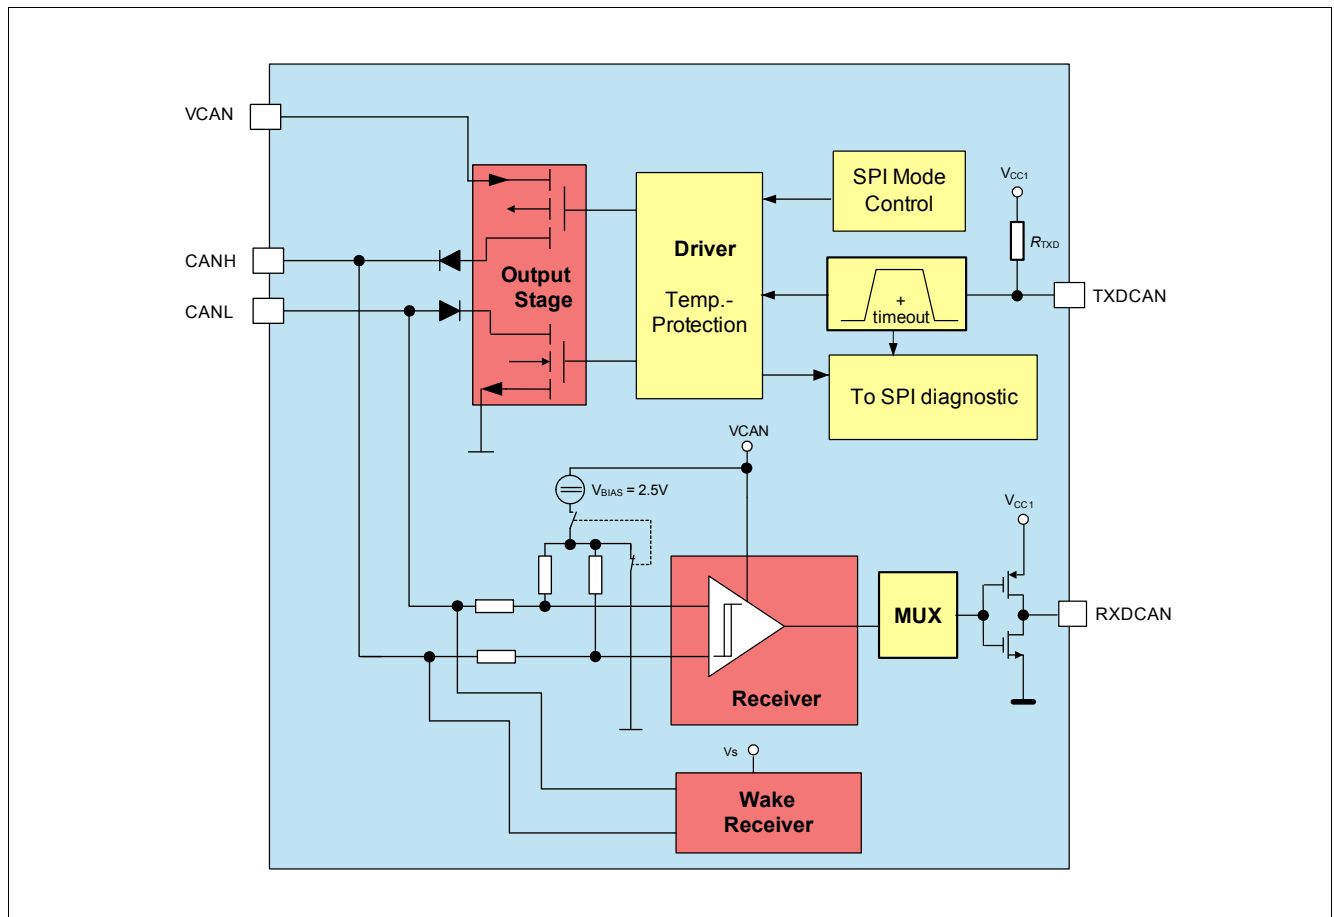 VCAN
SPI Mode
Control
VCC1
RTXD
CANH
Driver
Output
Stage
CANL
TXDCAN
Temp.-
Protection
+
timeout
To SPI diagnostic
VCAN
VBIAS = 2.5V
VCC1
MUX
RXDCAN
Receiver
Vs
Wake
Receiver